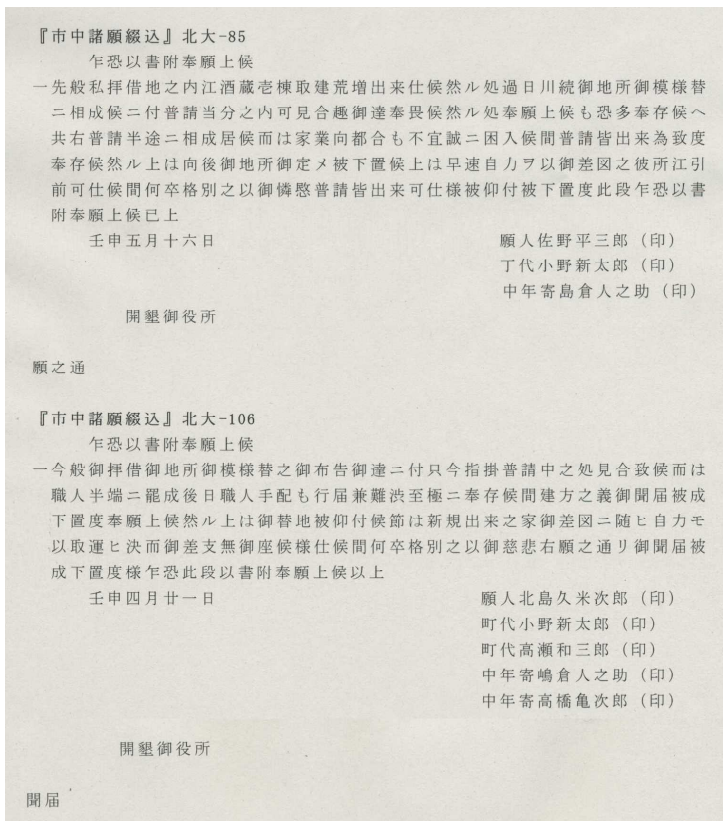 『市中諸願綴込』北大-85
乍恐以書附奉願上候
一先般私拝借地之内江酒蔵壱棟取建荒増出来仕候然ル処過日川続御地所御模様替
ニ相成候ニ付普請当分之内可見合趣御達奉畏候然ル処奉願上候も恐多奉存候へ
共右普請半途ニ相成居候而は家業向都合も不宜誠ニ困入候間普請皆出来為致度
奉存候然ル上は向後御地所御定メ被下置候上は早速自力ヲ以御差図之彼所江引
前可仕候間何卒格別之以御憐愍普請皆出来可仕様被仰付被下置度此段乍恐以書
附奉願上候已上
壬申五月十六日 願人佐野平三郎（印）
丁代小野新太郎（印）
中年寄島倉人之助（印）
開墾御役所
願之通
『市中諸願綴込』北大-106
乍恐以書附奉願上候
一今般御拝借御地所御模様替之御布告御達ニ付只今指掛普請中之処見合致候而は
職人半端ニ罷成後日職人手配も行届兼難渋至極ニ奉存候間建方之義御聞届被成
下置度奉願上候然ル上は御替地被仰付候節は新規出来之家御差図ニ随ヒ自力モ
以取運ヒ決而御差支無御座候様仕候間何卒格別之以御慈悲右願之通リ御聞届被
成下置度様乍恐此段以書附奉願上候以上
壬申四月廿一日 願人北島久米次郎（印）
町代小野新太郎（印）
町代高瀬和三郎（印）
中年寄嶋倉人之助（印）
中年寄高橋亀次郎（印）
開墾御役所
聞届